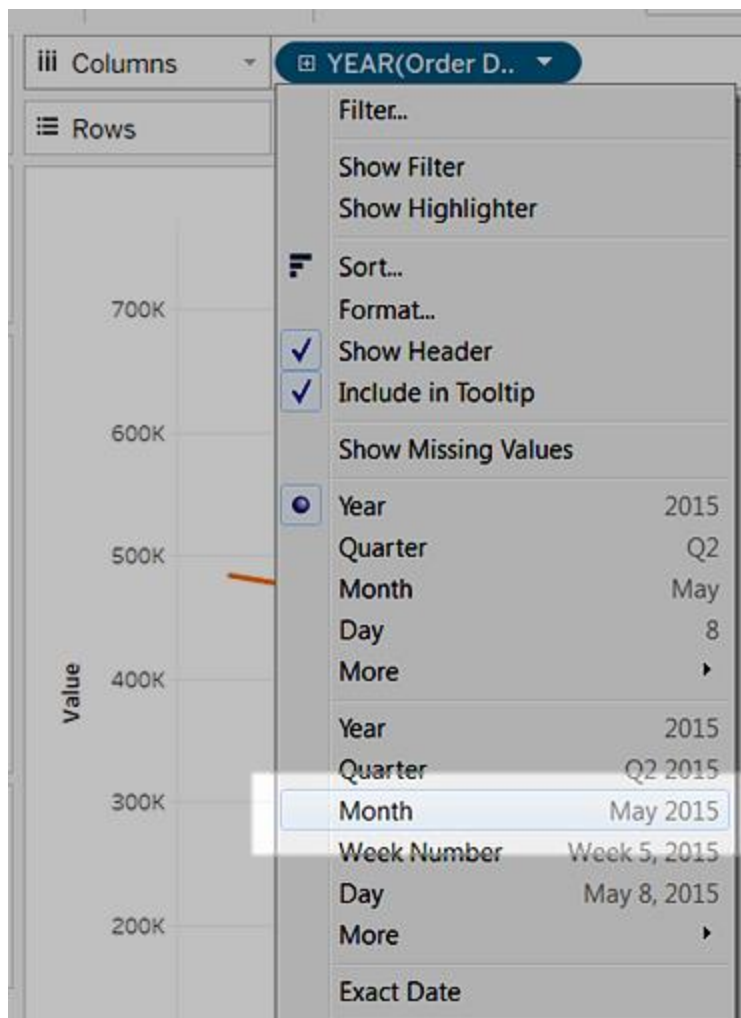 Columns
YEAR(Order D..
Rows
Filter...
Show Filter
Show Highlighter
Sort...
Format...
Show Header
Include in Tooltip
Show Missing Values
Year 2015
Quarter Q2
Month May
Day 8
More
Year 2015
Quarter Q2 2015
Month May 2015
Week Number Week 5, 2015
Day May 8, 2015
More
Exact Date
700K
600K
500K
400K
300K
200K
Value